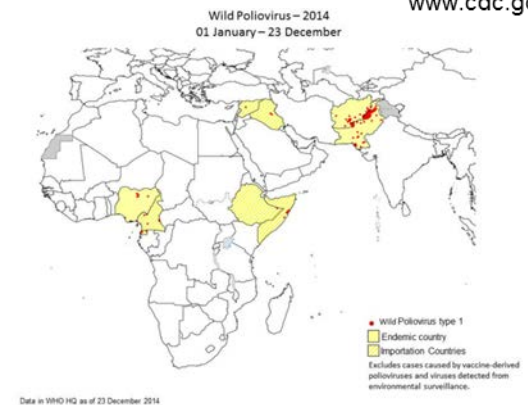 www.cdc.go
Wild Poliovirus – 2014
01 January – 23 December
Wild Poliovirus type 1
Endemic country
Importation Countries
Excludes cases caused by vaccine-derived
polioviruses and viruses detected from
environmental surveillance.
Data in WHO HQ as of 23 December 2014